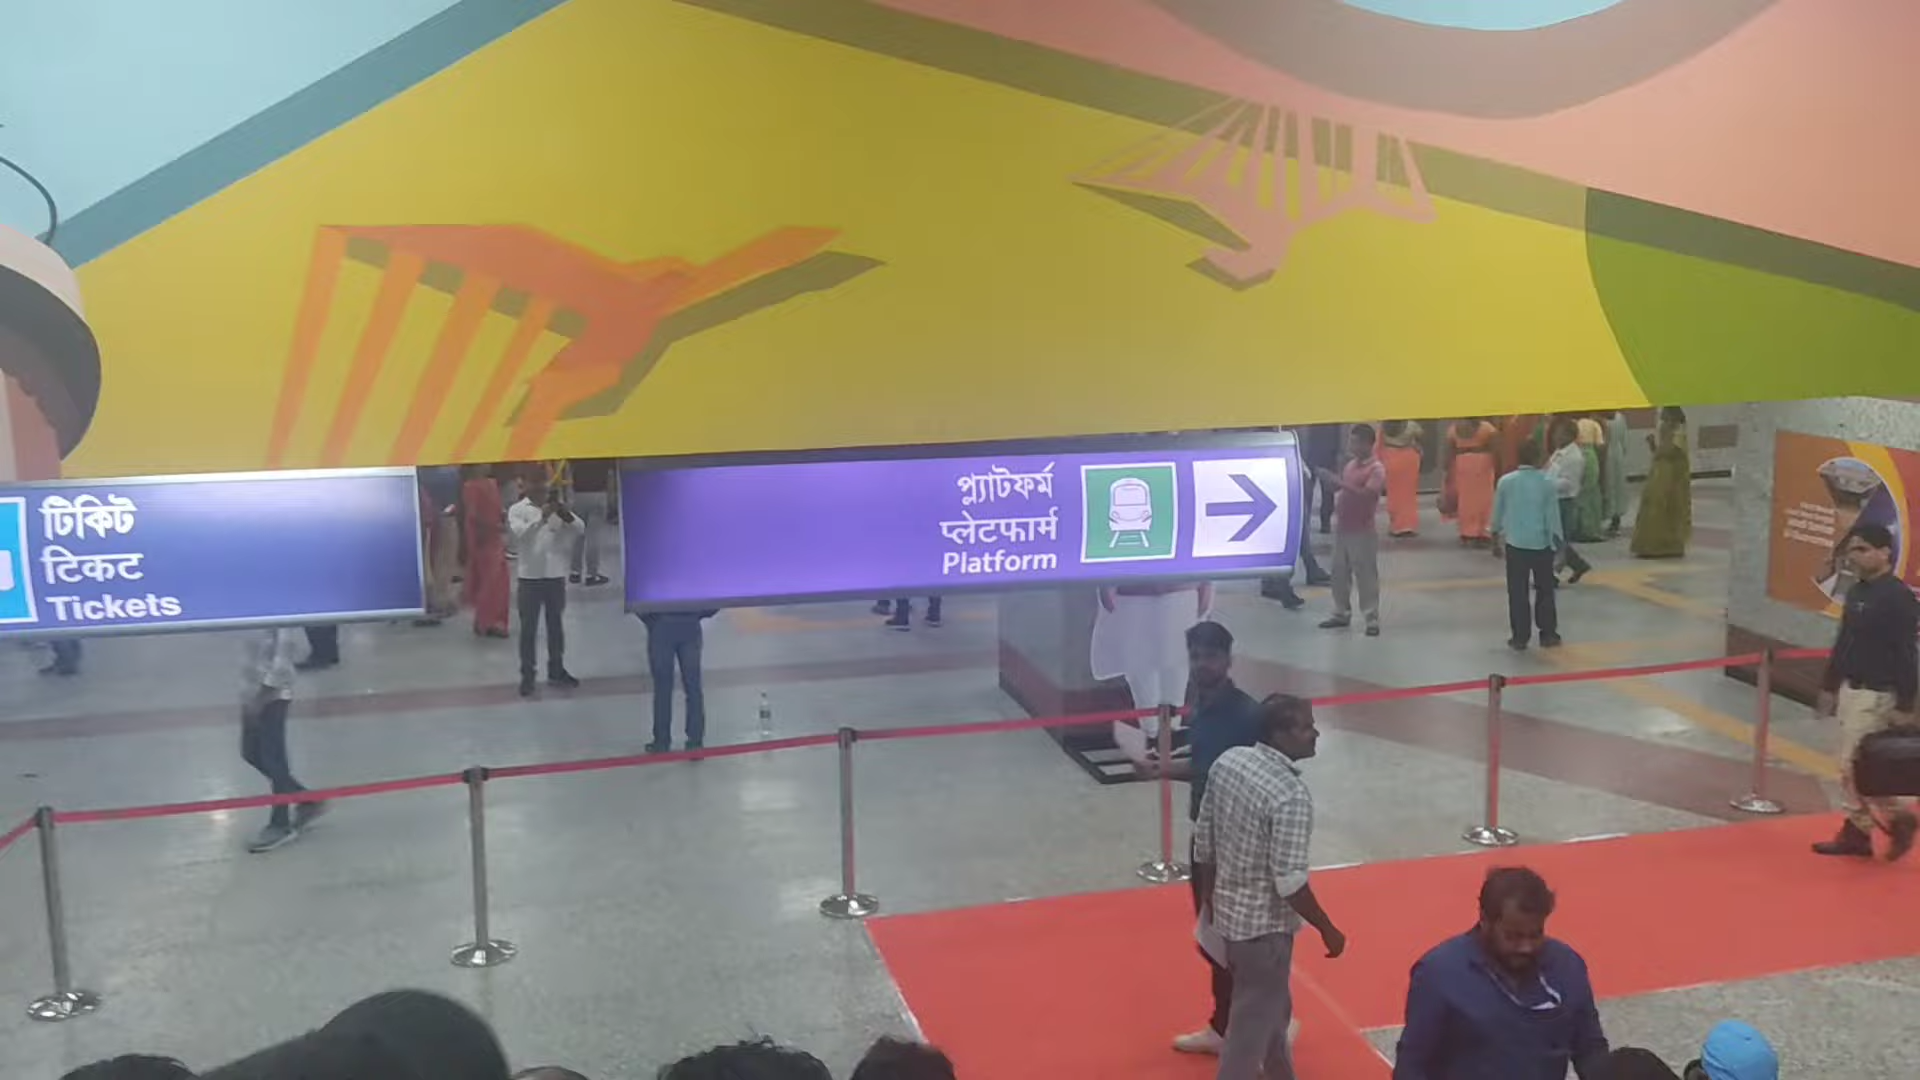 টিকিট
टिकट
Tickets
প্ল্যাটফর্ম
प्लेटफार्म
Platform